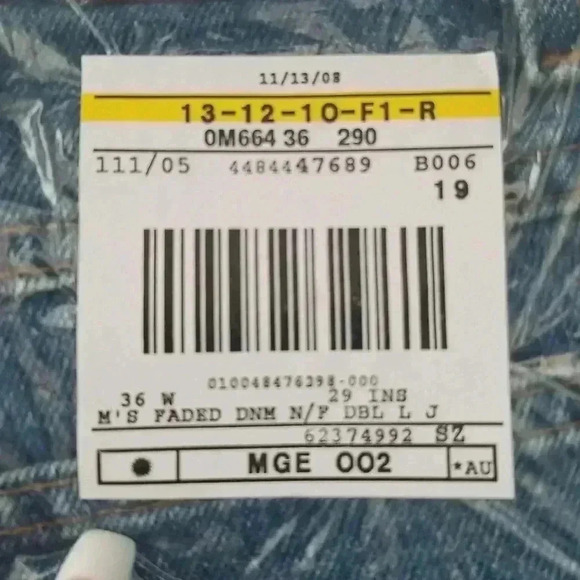 11/13/08
13-12-10-F1-R
0M664 36 290
111/05 4484447689 B006
19
010048476298-000
36 W 29 INS
M'S FADED DNM N/F DBL L J
62374992 SZ
MGE 002 *AU